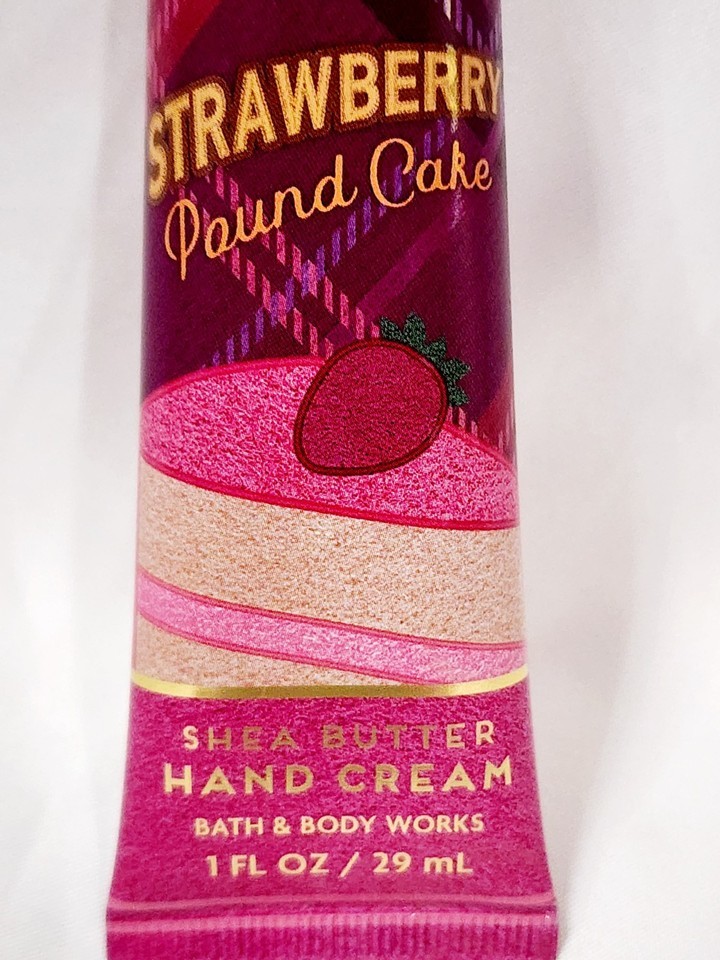 STRAWBERRY
Pound Cake
SHEA BUTTER
HAND CREAM
BATH & BODY WORKS
1 FL OZ / 29 mL